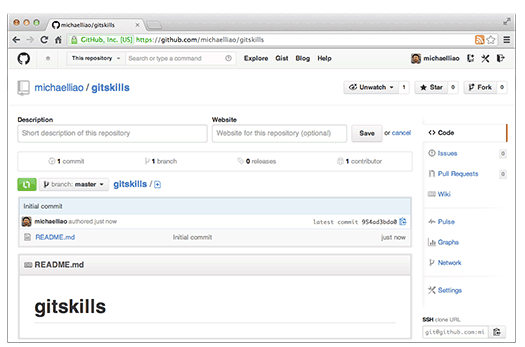 michaelliao/gitskills
GitHub, Inc. [US] https://github.com/michaelliao/gitskills
This repository Search or type a command Explore Gist Blog Help michaelliao
michaelliao / gitskills Unwatch 1 Star 0 Fork 0
Description Website
Short description of this repository Website for this repository (optional) Save or cancel
1 commit 1 branch 0 releases 1 contributor
branch: master gitskills /
Initial commit
michaelliao authored just now latest commit 954ad3bda0
README.md Initial commit just now
README.md
gitskills
Code
Issues 0
Pull Requests 0
Wiki
Pulse
Graphs
Network
Settings
SSH clone URL
git@github.com:mi